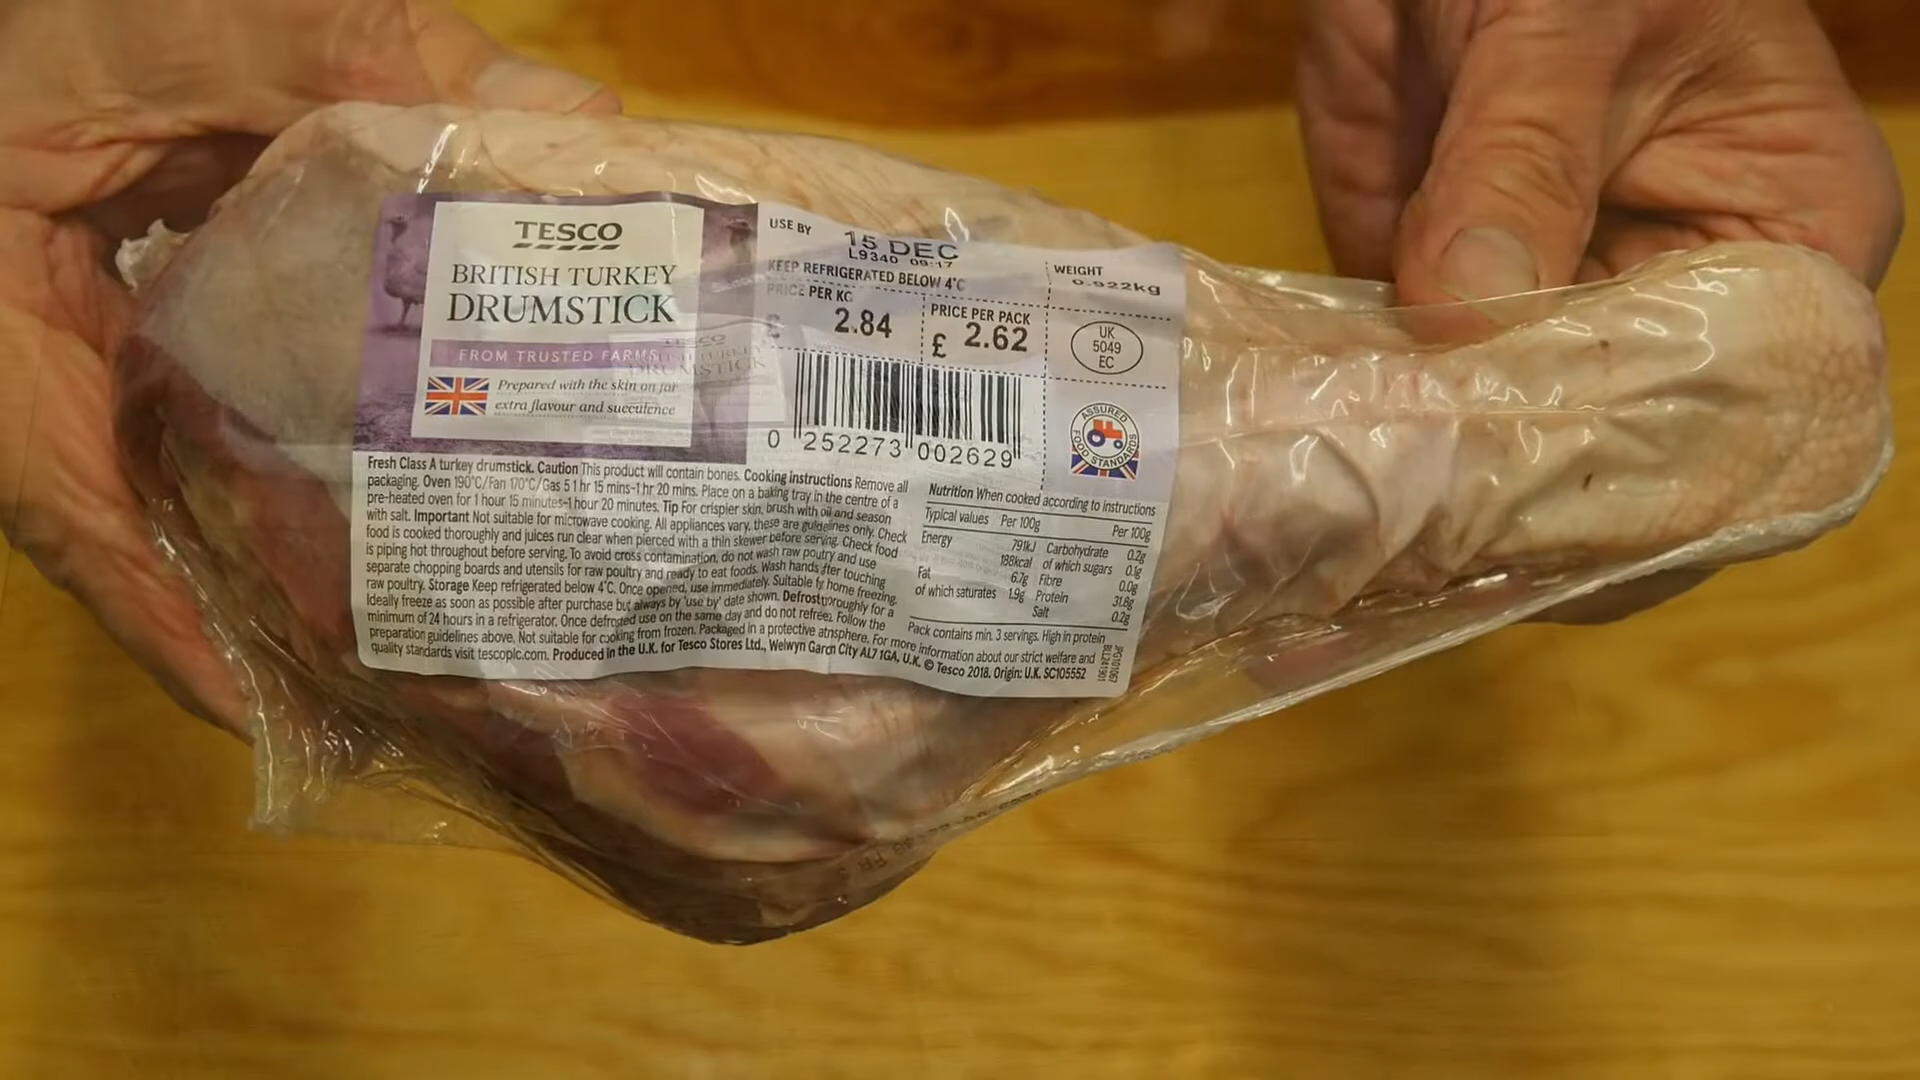 TESCO
BRITISH TURKEY
DRUMSTICK
FROM TRUSTED FARMS
Prepared with the skin on for
extra flavour and succulence
USE BY
15 DEC
L9340 09:17
KEEP REFRIGERATED BELOW 4°C
PRICE PER KG
£ 2.84
PRICE PER PACK
£ 2.62
WEIGHT
0.922kg
UK
5049
EC
ASSURED
FOOD STANDARDS
0 252273 002629
Fresh Class A turkey drumstick. Caution This product will contain bones. Cooking instructions Remove all
packaging. Oven 190°C/Fan 170°C/Gas 5 1 hr 15 mins-1 hr 20 mins. Place on a baking tray in the centre of a
pre-heated oven for 1 hour 15 minutes-1 hour 20 minutes. Tip For crispier skin, brush with oil and season
with salt. Important Not suitable for microwave cooking. All appliances vary, these are guidelines only. Check
food is cooked thoroughly and juices run clear when pierced with a thin skewer before serving. Check food
is piping hot throughout before serving. To avoid cross contamination, do not wash raw poutry and use
separate chopping boards and utensils for raw poultry and ready to eat foods. Wash hands after touching
raw poultry. Storage Keep refrigerated below 4°C. Once opened, use immediately. Suitable for home freezing.
Ideally freeze as soon as possible after purchase but always by 'use by' date shown. Defrost thoroughly for a
minimum of 24 hours in a refrigerator. Once defrosted use on the same day and do not refreeze. Follow the
preparation guidelines above. Not suitable for cooking from frozen. Packaged in a protective atmosphere. For more information about our strict welfare and
quality standards visit tescoplc.com. Produced in the U.K. for Tesco Stores Ltd., Welwyn Garden City AL7 1GA, U.K. © Tesco 2018. Origin: U.K. SC105552
Nutrition When cooked according to instructions
Typical values Per 100g Per 100g
Energy 791kJ Carbohydrate 0.2g
188kcal of which sugars 0.1g
Fat 6.7g Fibre 0.0g
of which saturates 1.9g Protein 31.8g
Salt 0.2g
Pack contains min. 3 servings. High in protein